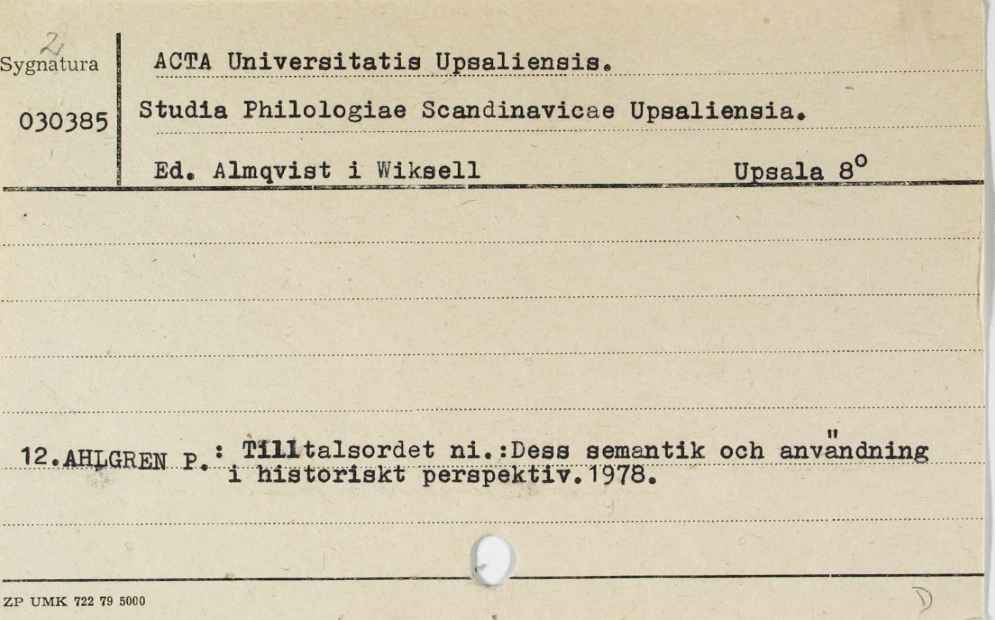 2
Sygnatura
ACTA Universitatis Upsaliensis.
030385
Studia Philologiae Scandinavicae Upsaliensia.
Ed. Almqvist i Wiksell Upsala 8°
12.AHLGREN P.: Tilltalsordet ni.:Dess semantik och användning
i historiskt perspektiv.1978.
ZP UMK 722 79 5000
D